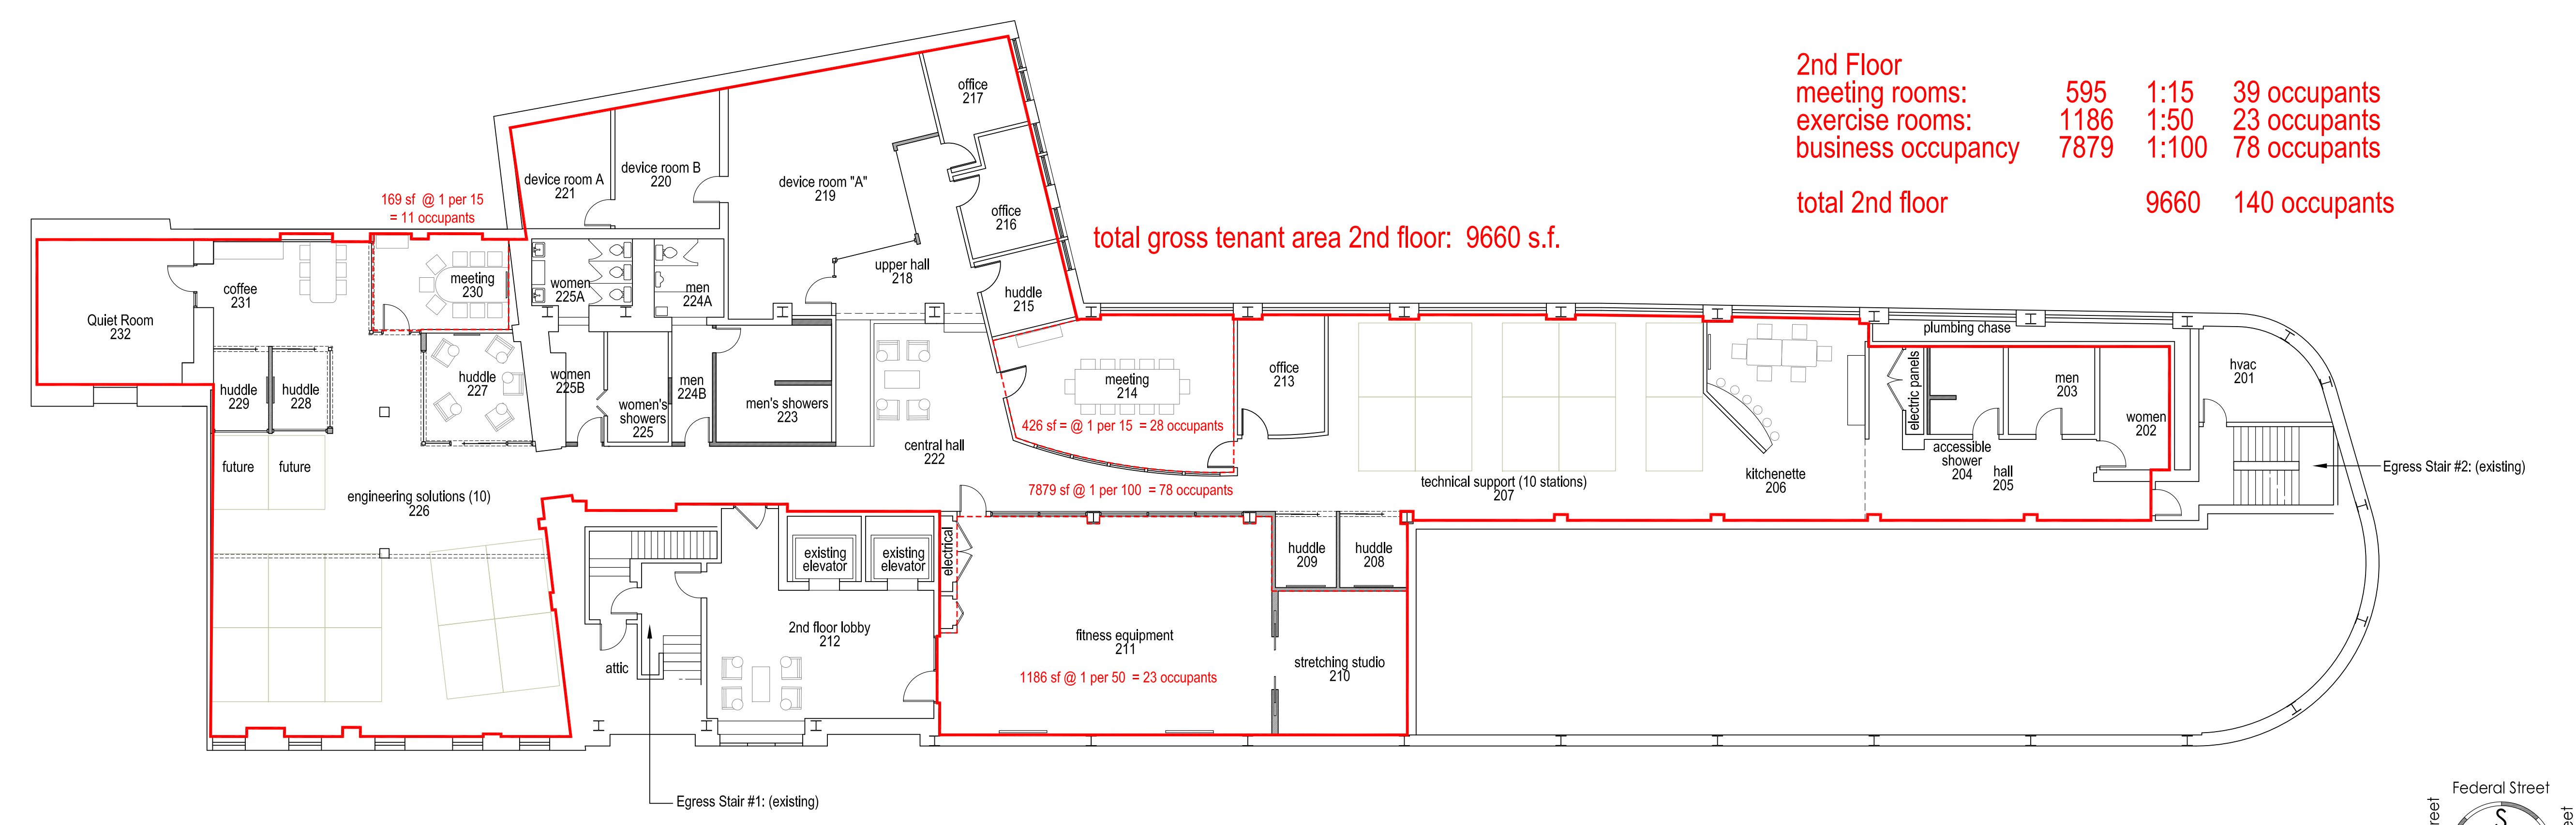 2nd Floor
meeting rooms: 595 1:15 39 occupants
exercise rooms: 1186 1:50 23 occupants
business occupancy 7879 1:100 78 occupants
total 2nd floor 9660 140 occupants
total gross tenant area 2nd floor: 9660 s.f.
office
217
device room B
220
device room A
221
device room "A"
219
169 sf @ 1 per 15
= 11 occupants
office
216
upper hall
218
meeting
230
women
225A
men
224A
coffee
231
huddle
215
Quiet Room
232
plumbing chase
hvac
201
electric panels
office
213
meeting
214
huddle
227
women
225B
men
224B
men
203
huddle
229
huddle
228
women's
showers
225
men's showers
223
women
202
426 sf = @ 1 per 15 = 28 occupants
central hall
222
accessible
shower
204
hall
205
future
future
Egress Stair #2: (existing)
kitchenette
206
technical support (10 stations)
207
7879 sf @ 1 per 100 = 78 occupants
engineering solutions (10)
226
electrical
existing
elevator
existing
elevator
huddle
209
huddle
208
2nd floor lobby
212
fitness equipment
211
attic
stretching studio
210
1186 sf @ 1 per 50 = 23 occupants
Egress Stair #1: (existing)
Federal Street
reet
eet
S